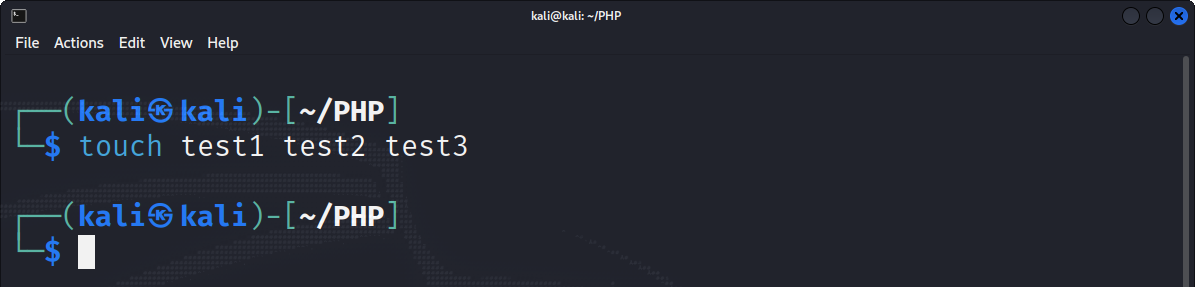 kali@kali: ~/PHP
File Actions Edit View Help
┌──(kali㉿kali)-[~/PHP]
└─$ touch test1 test2 test3
┌──(kali㉿kali)-[~/PHP]
└─$